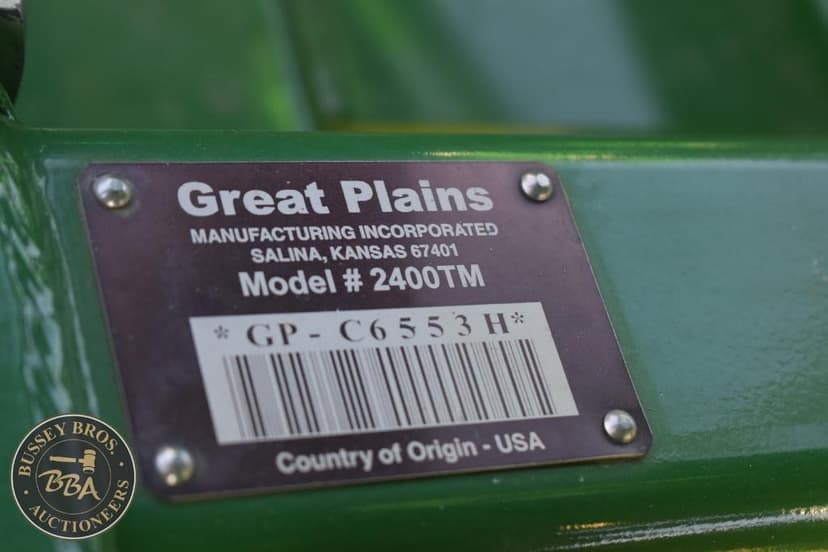 Great Plains
MANUFACTURING INCORPORATED
SALINA, KANSAS 67401
Model # 2400TM
* GP - C6553H*
Country of Origin - USA
BUSSEY BROS.
BBA
AUCTIONEERS